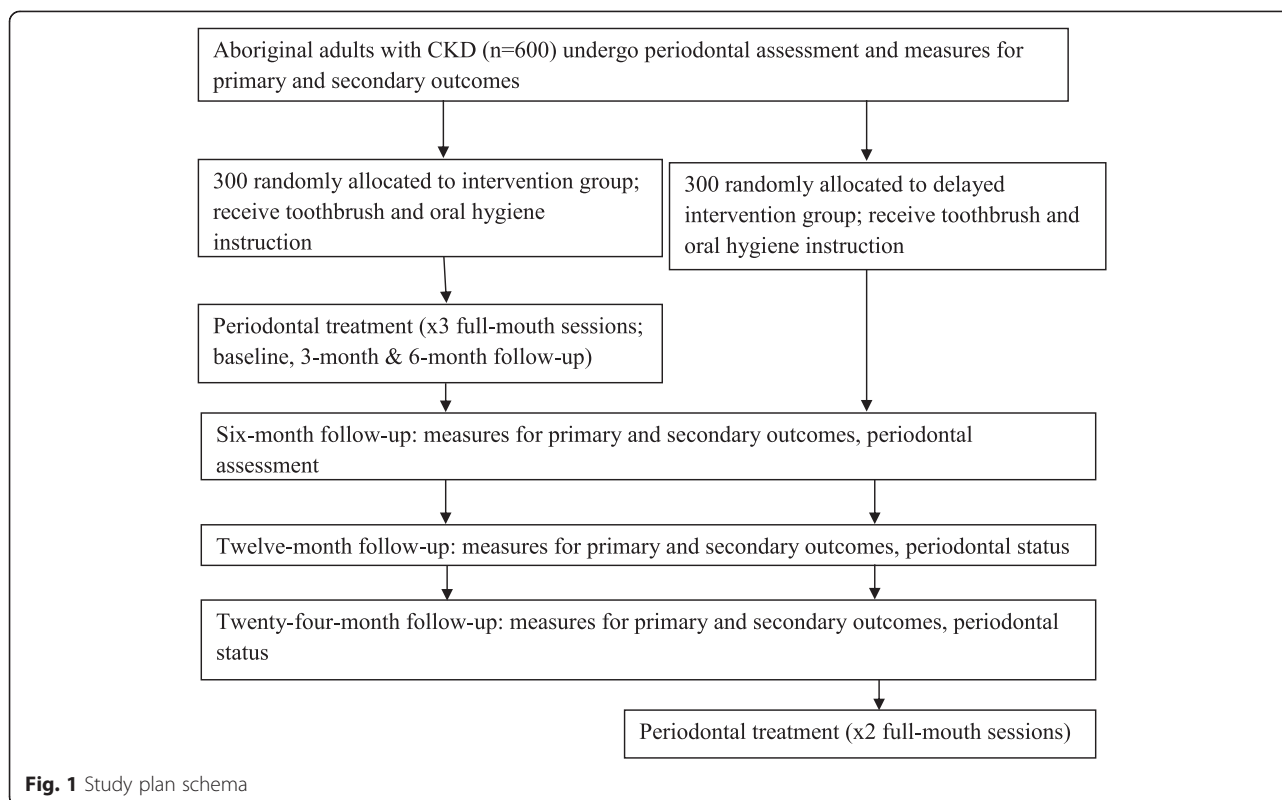 Aboriginal adults with CKD (n=600) undergo periodontal assessment and measures for
primary and secondary outcomes
300 randomly allocated to intervention group;
receive toothbrush and oral hygiene
instruction
300 randomly allocated to delayed
intervention group; receive toothbrush and
oral hygiene instruction
Periodontal treatment (x3 full-mouth sessions;
baseline, 3-month & 6-month follow-up)
Six-month follow-up: measures for primary and secondary outcomes, periodontal
assessment
Twelve-month follow-up: measures for primary and secondary outcomes, periodontal status
Twenty-four-month follow-up: measures for primary and secondary outcomes, periodontal
status
Periodontal treatment (x2 full-mouth sessions)
Fig. 1 Study plan schema